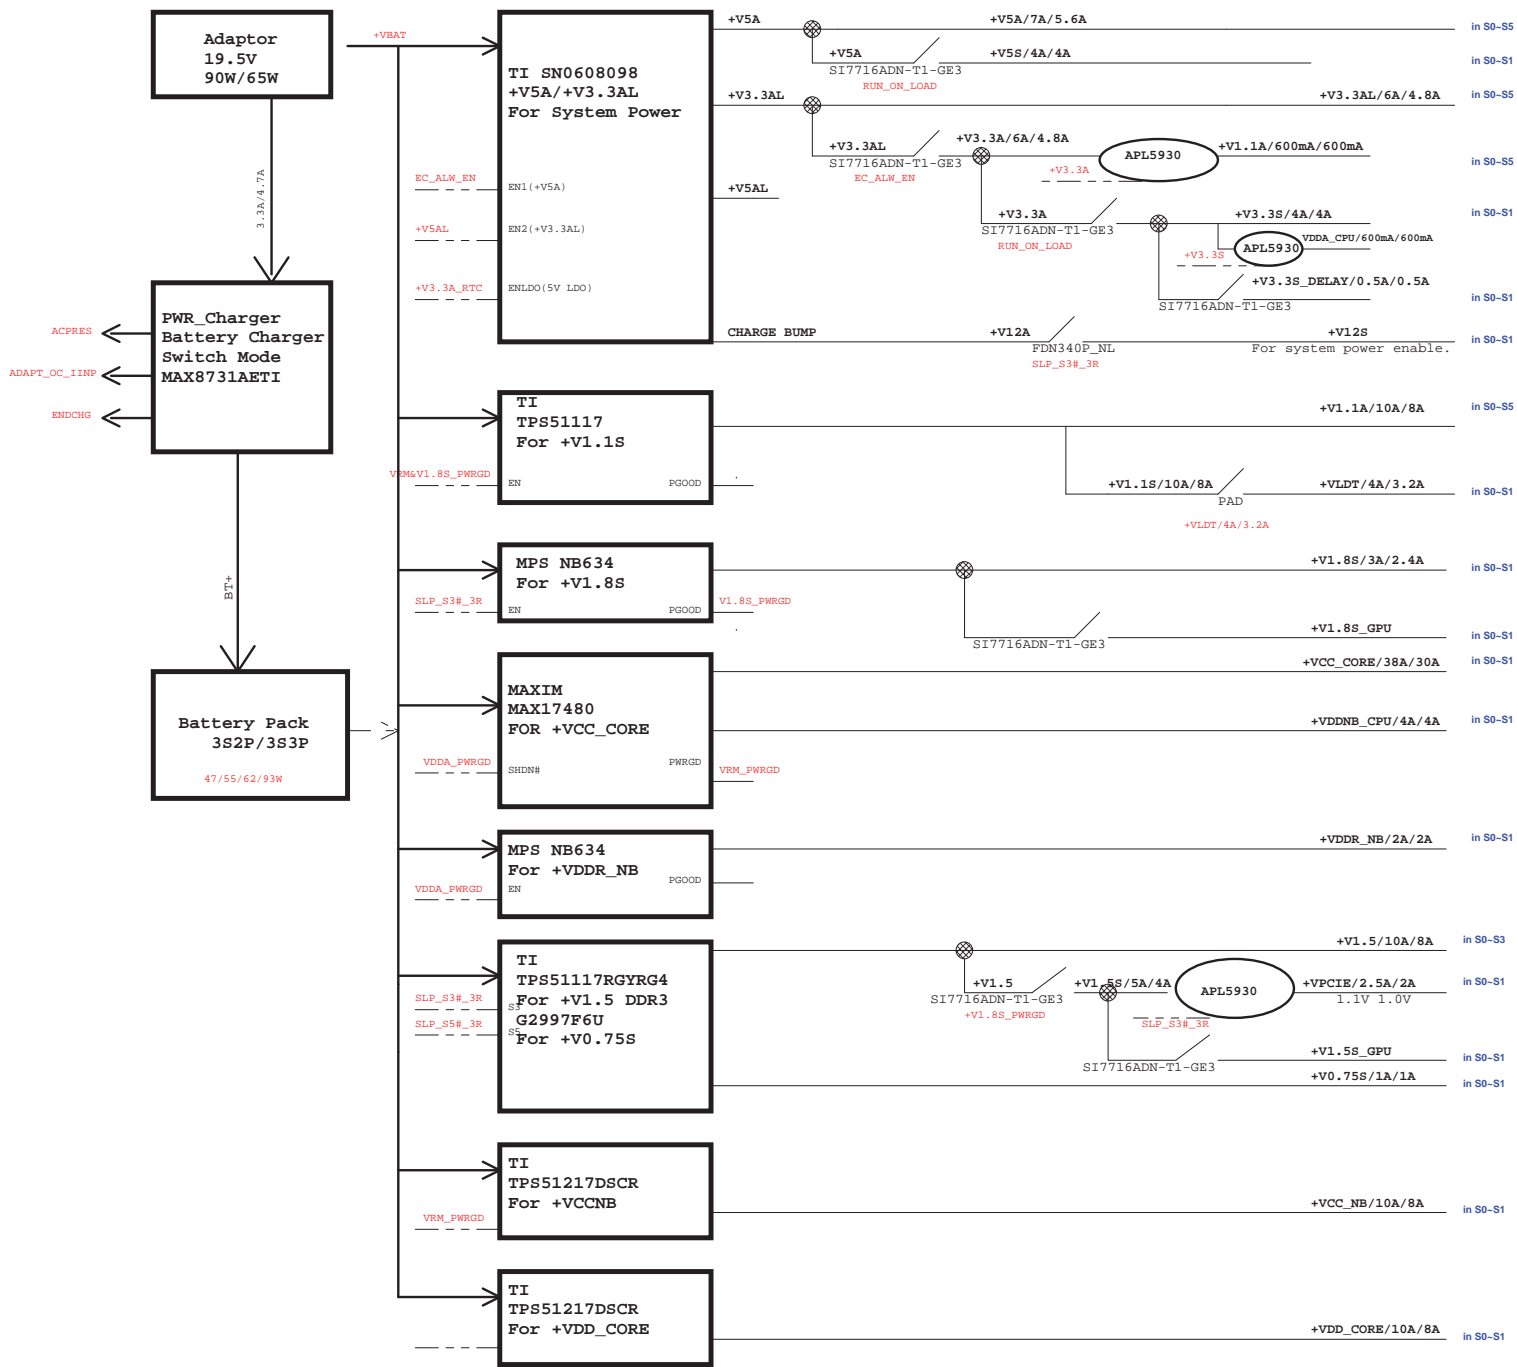 Adaptor
19.5V
90W/65W
3.3A/4.7A
PWR_Charger
Battery Charger
Switch Mode
MAX8731AETI
ACPRES
ADAPT_OC_IINP
ENDCHG
BT+
Battery Pack
3S2P/3S3P
47/55/62/93W
+VBAT
TI SN0608098
+V5A/+V3.3AL
For System Power
EC_ALW_EN
EN1(+V5A)
+V5AL
EN2(+V3.3AL)
+V3.3A_RTC
ENLDO(5V LDO)
+V5A
+V5A/7A/5.6A
in S0~S5
+V5A
+V5S/4A/4A
in S0~S1
SI7716ADN-T1-GE3
RUN_ON_LOAD
+V3.3AL
+V3.3AL/6A/4.8A
in S0~S5
+V3.3AL
+V3.3A/6A/4.8A
APL5930
+V1.1A/600mA/600mA
in S0~S5
SI7716ADN-T1-GE3
EC_ALW_EN
+V3.3A
+V5AL
+V3.3A
+V3.3S/4A/4A
in S0~S1
SI7716ADN-T1-GE3
RUN_ON_LOAD
APL5930
VDDA_CPU/600mA/600mA
+V3.3S
+V3.3S_DELAY/0.5A/0.5A
in S0~S1
SI7716ADN-T1-GE3
CHARGE BUMP
+V12A
+V12S
in S0~S1
FDN340P_NL
For system power enable.
SLP_S3#_3R
TI
TPS51117
For +V1.1S
VRM&V1.8S_PWRGD
EN
PGOOD
+V1.1A/10A/8A
in S0~S5
+V1.1S/10A/8A
PAD
+VLDT/4A/3.2A
in S0~S1
+VLDT/4A/3.2A
MPS NB634
For +V1.8S
SLP_S3#_3R
EN
PGOOD
V1.8S_PWRGD
+V1.8S/3A/2.4A
in S0~S1
+V1.8S_GPU
in S0~S1
SI7716ADN-T1-GE3
MAXIM
MAX17480
FOR +VCC_CORE
VDDA_PWRGD
SHDN#
PWRGD
VRM_PWRGD
+VCC_CORE/38A/30A
in S0~S1
+VDDNB_CPU/4A/4A
in S0~S1
MPS NB634
For +VDDR_NB
VDDA_PWRGD
EN
PGOOD
+VDDR_NB/2A/2A
in S0~S1
TI
TPS51117RGYRG4
For +V1.5 DDR3
G2997F6U
For +V0.75S
SLP_S3#_3R
S3
SLP_S5#_3R
S5
+V1.5/10A/8A
in S0~S3
+V1.5
+V1.5S/5A/4A
APL5930
+VPCIE/2.5A/2A
in S0~S1
1.1V 1.0V
SI7716ADN-T1-GE3
+V1.8S_PWRGD
SLP_S3#_3R
+V1.5S_GPU
in S0~S1
SI7716ADN-T1-GE3
+V0.75S/1A/1A
in S0~S1
TI
TPS51217DSCR
For +VCCNB
VRM_PWRGD
+VCC_NB/10A/8A
in S0~S1
TI
TPS51217DSCR
For +VDD_CORE
+VDD_CORE/10A/8A
in S0~S1